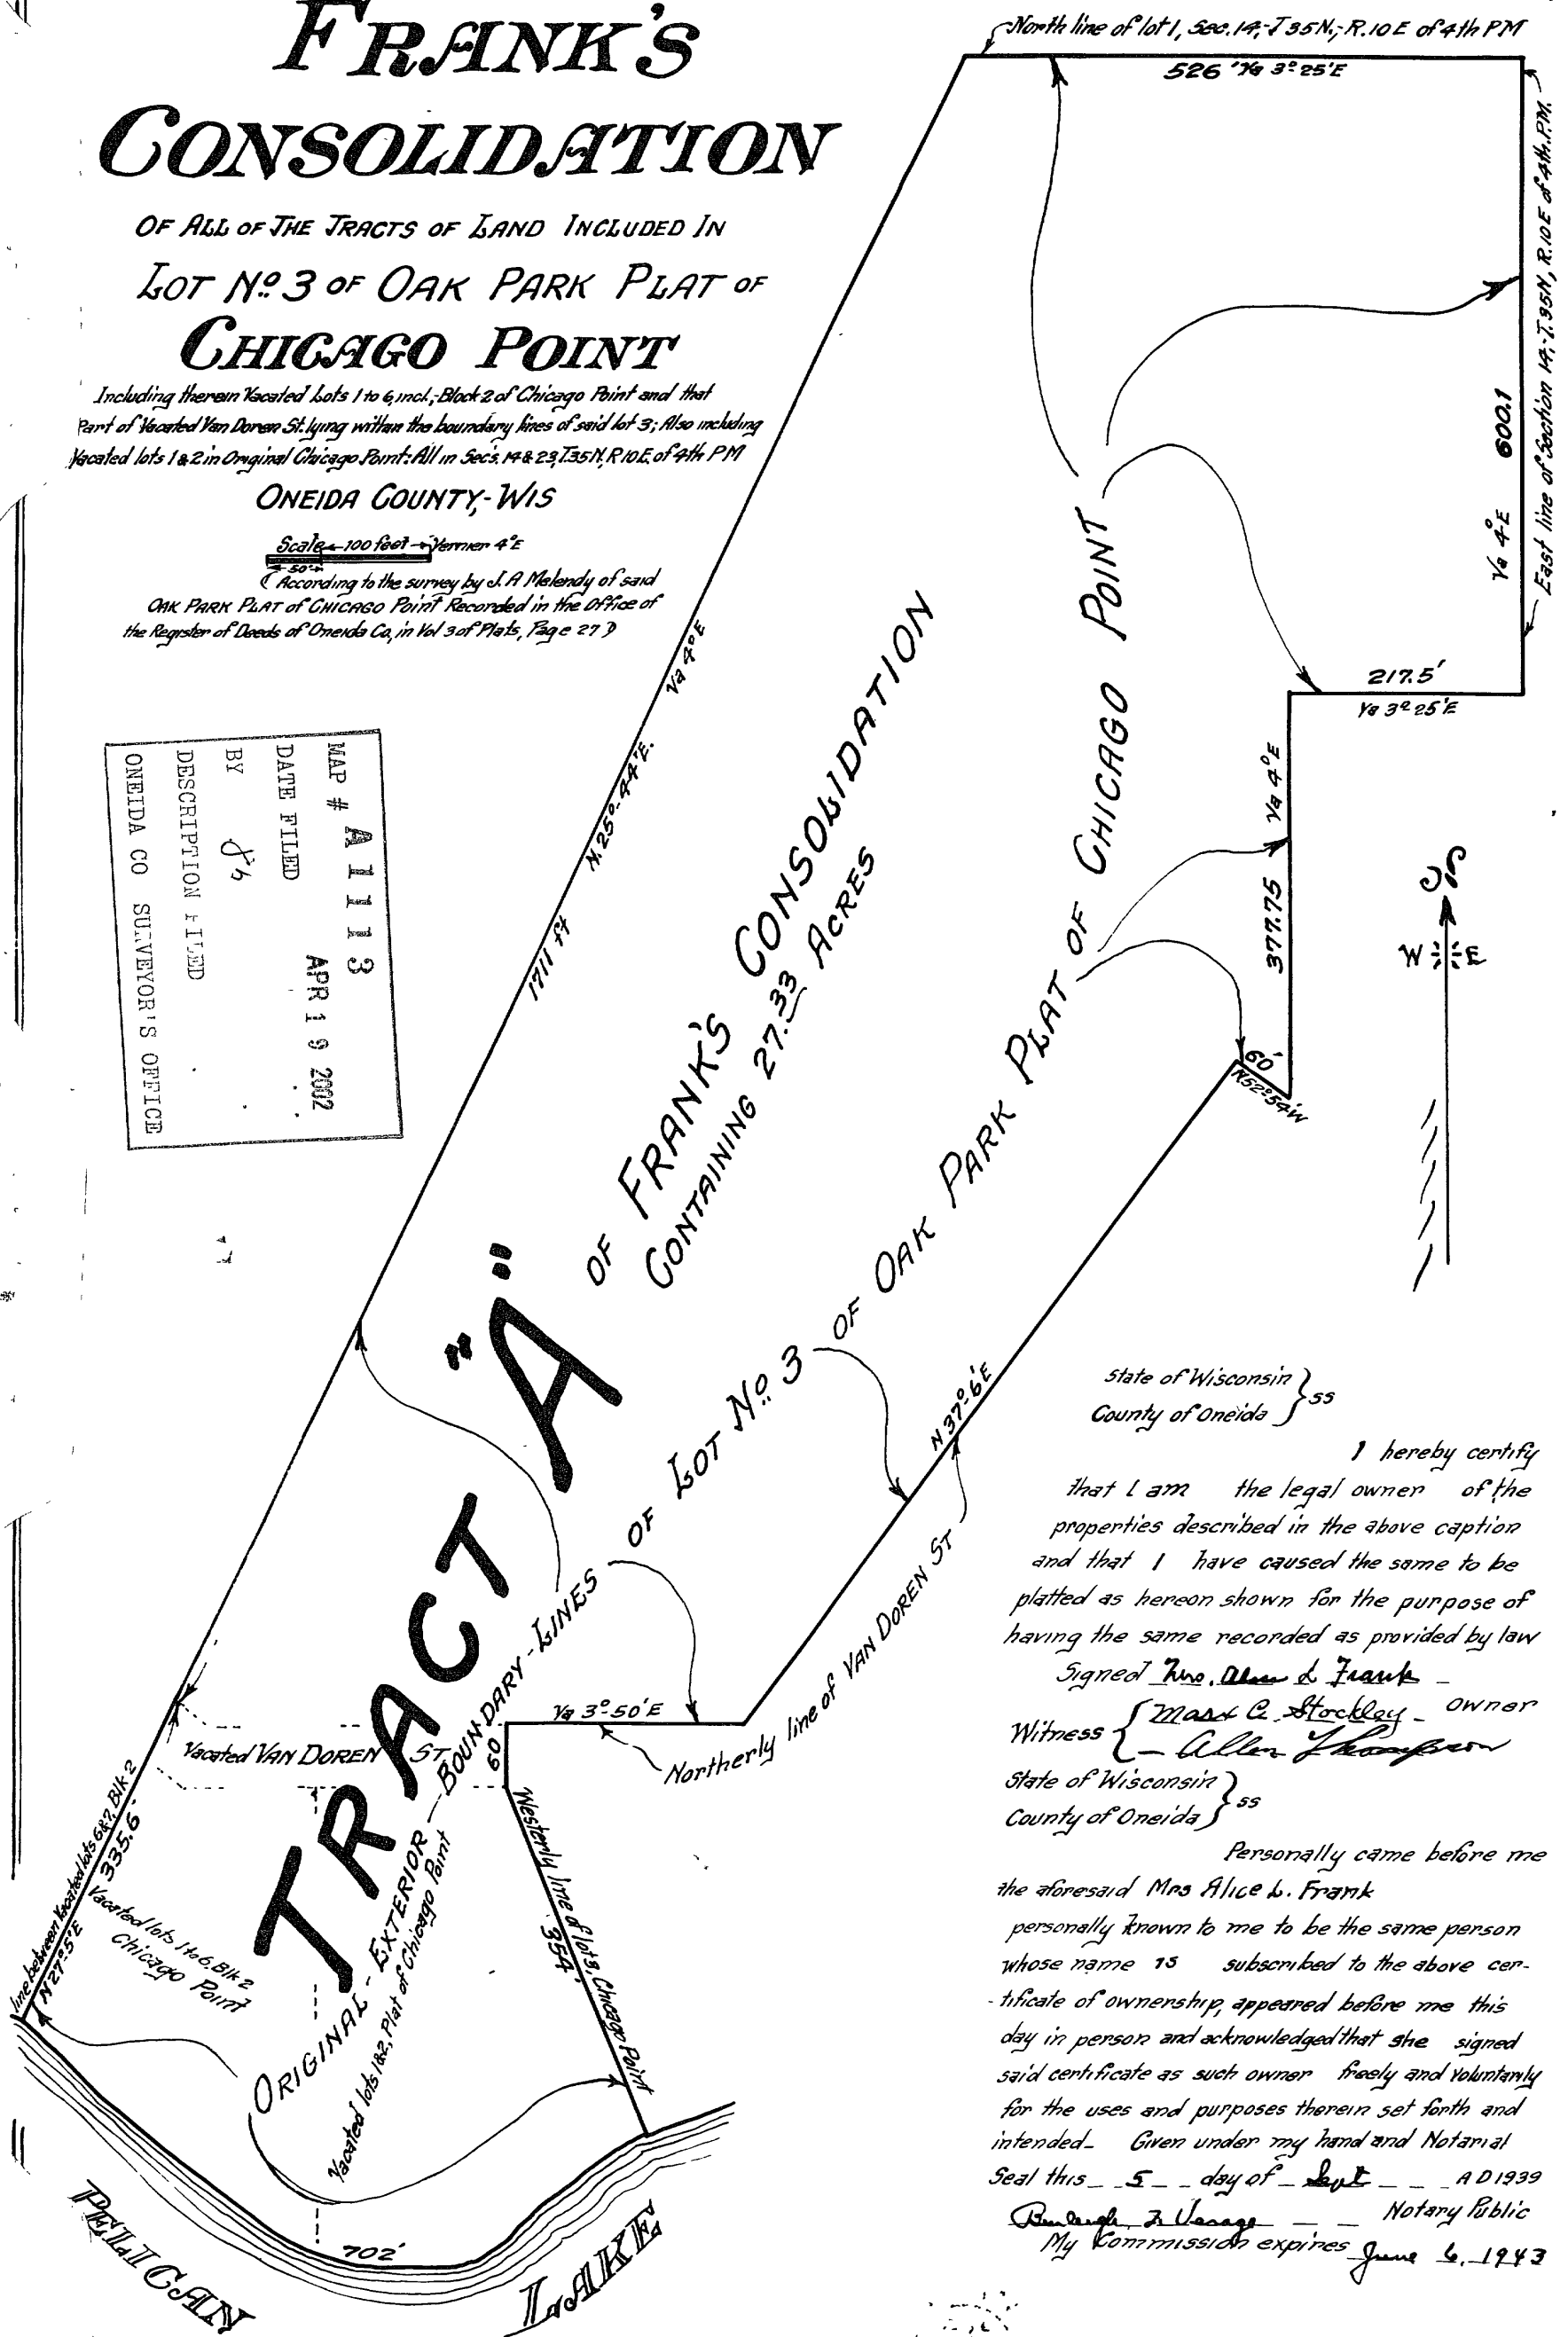 FRANK'S
CONSOLIDATION
OF ALL OF THE TRACTS OF LAND INCLUDED IN
LOT No. 3 OF OAK PARK PLAT OF
CHICAGO POINT
Including therein Vacated Lots 1 to 6, incl.; Block 2 of Chicago Point and that
Part of Vacated Van Doren St. lying within the boundary lines of said lot 3; Also including
Vacated lots 1 & 2 in Original Chicago Point: All in Sec's. 14 & 23, T.35 N, R 10 E. of 4th PM
ONEIDA COUNTY,- WIS
Scale 100 feet Vernier 4°E
50'
( According to the survey by J. A Melendy of said
OAK PARK PLAT of CHICAGO Point Recorded in the Office of
the Register of Deeds of Oneida Co, in Vol 3 of Plats, Page 27 )
North line of lot 1, Sec. 14,- T 35 N,; R. 10 E of 4th PM
526 ' Va 3° 25' E
East line of Section 14,- T. 35 N, R. 10 E of 4th. P.M.
600.1
Va 4° E
217.5'
Va 3° 25' E
Va 4° E
377.75
60'
N 52° 54' W
Va 4° E
N. 25° 44' E.
1711 ft
MAP # A1113
DATE FILED APR 19 2002
BY
DESCRIPTION FILED
ONEIDA CO SURVEYOR'S OFFICE
W E
TRACT "A"
OF FRANK'S CONSOLIDATION
CONTAINING 27.33 ACRES
ORIGINAL - EXTERIOR - BOUNDARY - LINES OF LOT No. 3 OF OAK PARK PLAT OF CHICAGO POINT
N 37° 6' E
Northerly line of VAN DOREN ST
Va 3° 50' E
60
Vacated VAN DOREN ST
line between Vacated lots 6 & 7, Blk 2
335.6'
N 27° 5' E
Vacated lots 1 to 6, Blk 2
Chicago Point
Vacated lots 1 & 2, Plat of Chicago Point
Westerly line of lot 3, Chicago Point
354'
702'
PELICAN LAKE
State of Wisconsin } ss
County of Oneida
I hereby certify
that I am the legal owner of the
properties described in the above caption
and that I have caused the same to be
platted as hereon shown for the purpose of
having the same recorded as provided by law
Signed Mrs. Alice L Frank
Owner
Witness { Stockley
Allen Thompson
State of Wisconsin } ss
County of Oneida
Personally came before me
the aforesaid Mrs Alice L. Frank
personally known to me to be the same person
whose name is subscribed to the above cer-
- tificate of ownership, appeared before me this
day in person and acknowledged that she signed
said certificate as such owner freely and voluntarily
for the uses and purposes therein set forth and
intended_ Given under my hand and Notarial
Seal this _ _ 5 _ _ day of _ Sept _ _ _ A D 1939
Notary Public
My Commission expires June 6, 1943